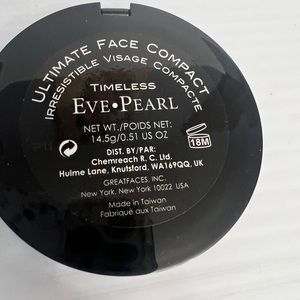 ULTIMATE FACE COMPACT
IRRESISTIBLE VISAGE COMPACTE
TIMELESS
EVE•PEARL
NET WT./POIDS NET:
14.5g/0.51 US OZ
18M
DIST. BY/PAR:
Chemreach R. C. Ltd.
Hulme Lane, Knutsford, WA169QQ, UK
GREATFACES, INC.
New York, New York 10022 USA
Made in Taiwan
Fabriqué aux Taiwan